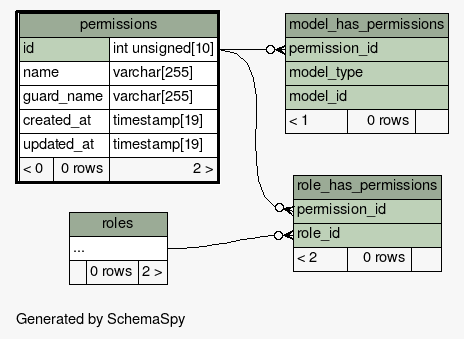 permissions
id int unsigned[10]
name varchar[255]
guard_name varchar[255]
created_at timestamp[19]
updated_at timestamp[19]
< 0 0 rows 2 >
model_has_permissions
permission_id
model_type
model_id
< 1 0 rows
role_has_permissions
permission_id
role_id
< 2 0 rows
roles
...
0 rows 2 >
Generated by SchemaSpy